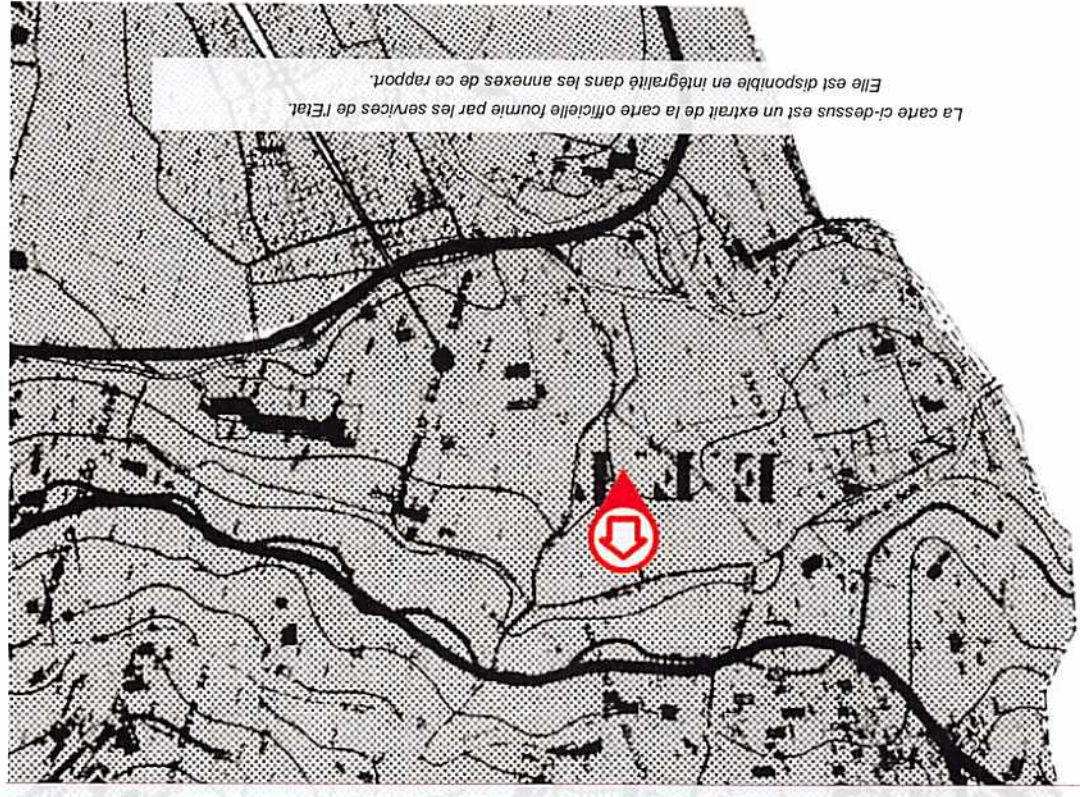 La carte ci-dessus est un extrait de la carte officielle fournie par les services de l'Etat.
Elle est disponible en intégralité dans les annexes de ce rapport.